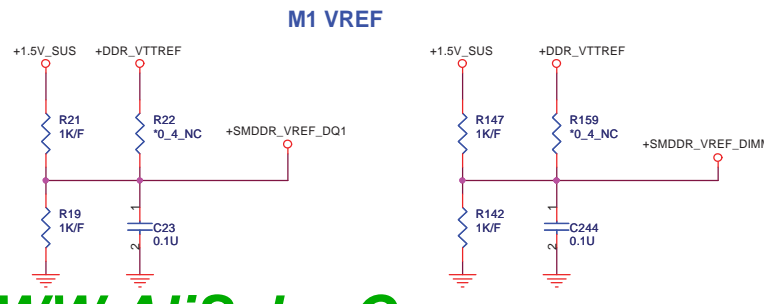 M1 VREF
+1.5V_SUS
+DDR_VTTREF
R21
1K/F
R22
*0_4_NC
+SMDDR_VREF_DQ1
R19
1K/F
1
2
C23
0.1U
+1.5V_SUS
+DDR_VTTREF
R147
1K/F
R159
*0_4_NC
+SMDDR_VREF_DIM
R142
1K/F
1
2
C244
0.1U